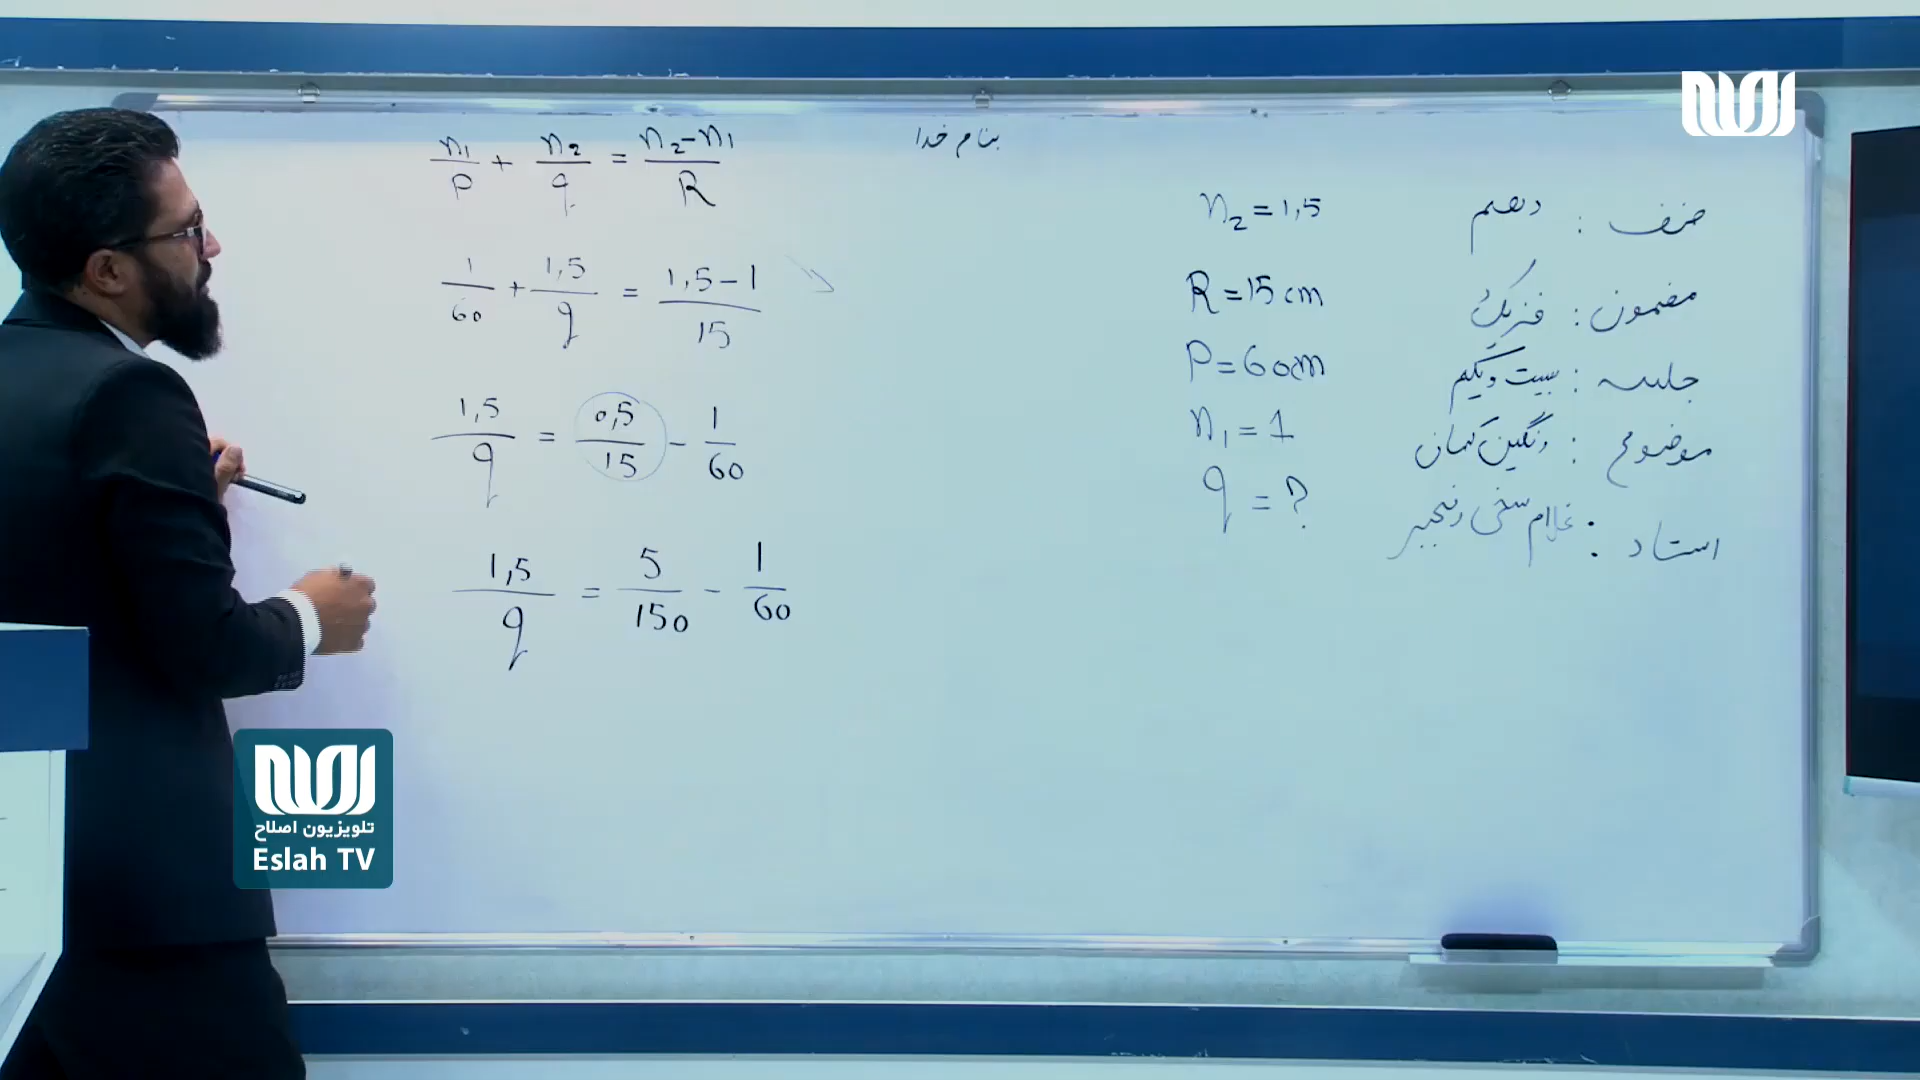 بنام خدا
n₁/p + n₂/q = n₂-n₁/R
1/60 + 1,5/q = 1,5-1/15
1,5/q = 0,5/15 - 1/60
1,5/q = 5/150 - 1/60
n₂ = 1,5
R = 15 cm
P = 60cm
n₁ = 1
q = ?
صنف : دهم
مضمون : فزیک
جلسه : بیست ویکم
موضوع : رنگین کمان
استاد : غلام سخی رنجبر
تلویزیون اصلاح
Eslah TV